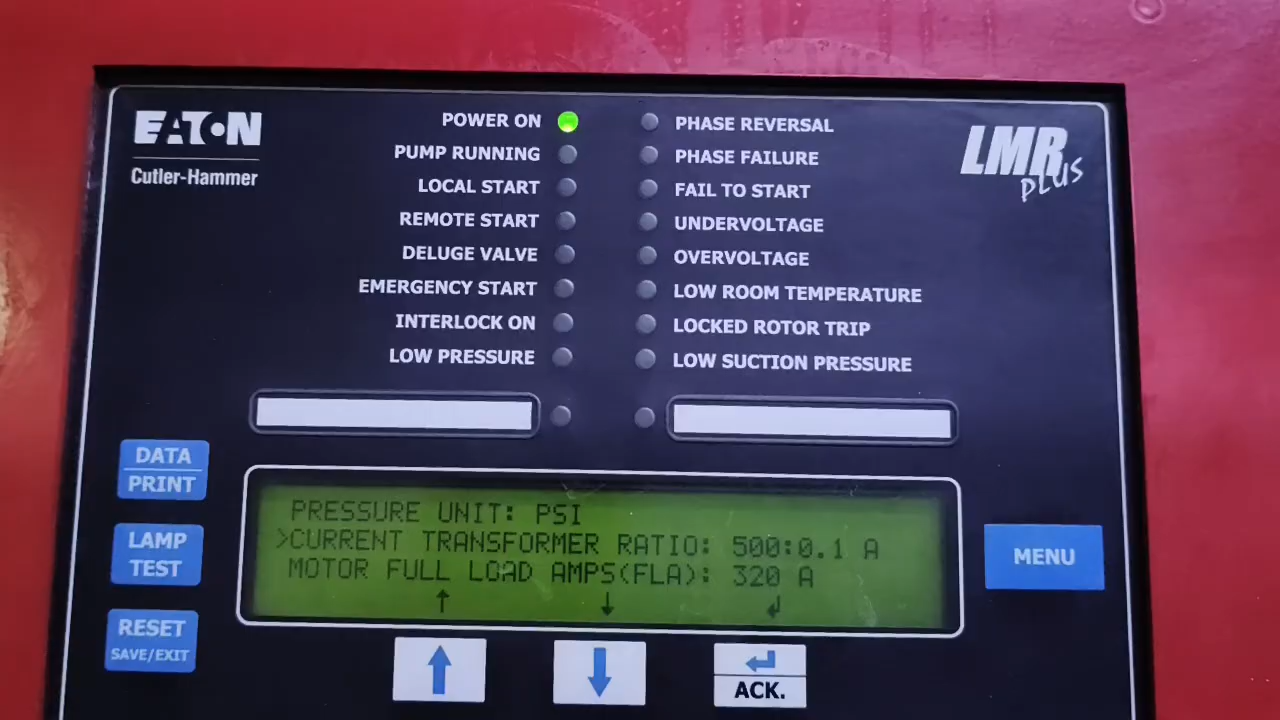 EATON
Cutler-Hammer
LMR
PLUS
POWER ON
PUMP RUNNING
LOCAL START
REMOTE START
DELUGE VALVE
EMERGENCY START
INTERLOCK ON
LOW PRESSURE
PHASE REVERSAL
PHASE FAILURE
FAIL TO START
UNDERVOLTAGE
OVERVOLTAGE
LOW ROOM TEMPERATURE
LOCKED ROTOR TRIP
LOW SUCTION PRESSURE
DATA
PRINT
LAMP
TEST
RESET
SAVE/EXIT
PRESSURE UNIT: PSI
>CURRENT TRANSFORMER RATIO: 500:0.1 A
MOTOR FULL LOAD AMPS(FLA): 320 A
↑ ↓ ↲
MENU
↑ ↓ ↲
ACK.